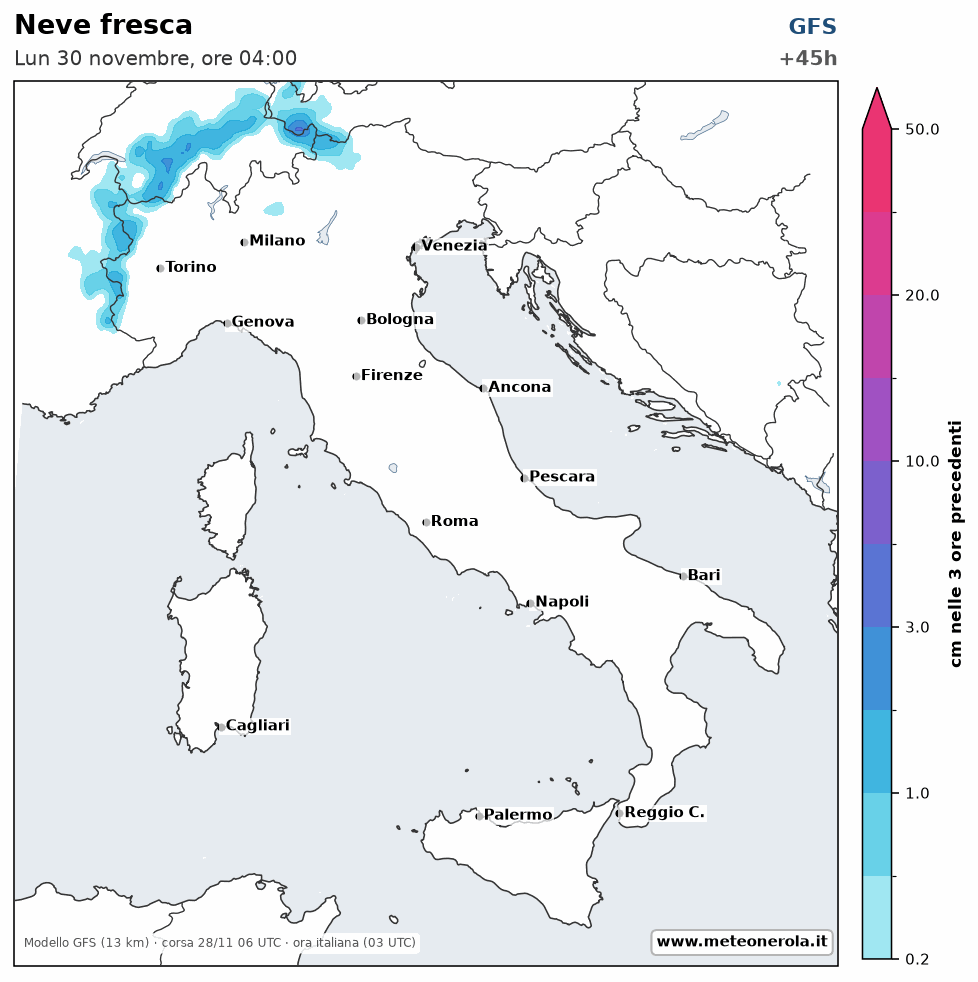 Neve fresca
GFS
Lun 30 novembre, ore 04:00
+45h
50.0
20.0
10.0
3.0
1.0
0.2
cm nelle 3 ore precedenti
Milano
Venezia
Torino
Genova
Bologna
Firenze
Ancona
Pescara
Roma
Bari
Napoli
Cagliari
Palermo
Reggio C.
Modello GFS (13 km) · corsa 28/11 06 UTC · ora italiana (03 UTC)
www.meteonerola.it